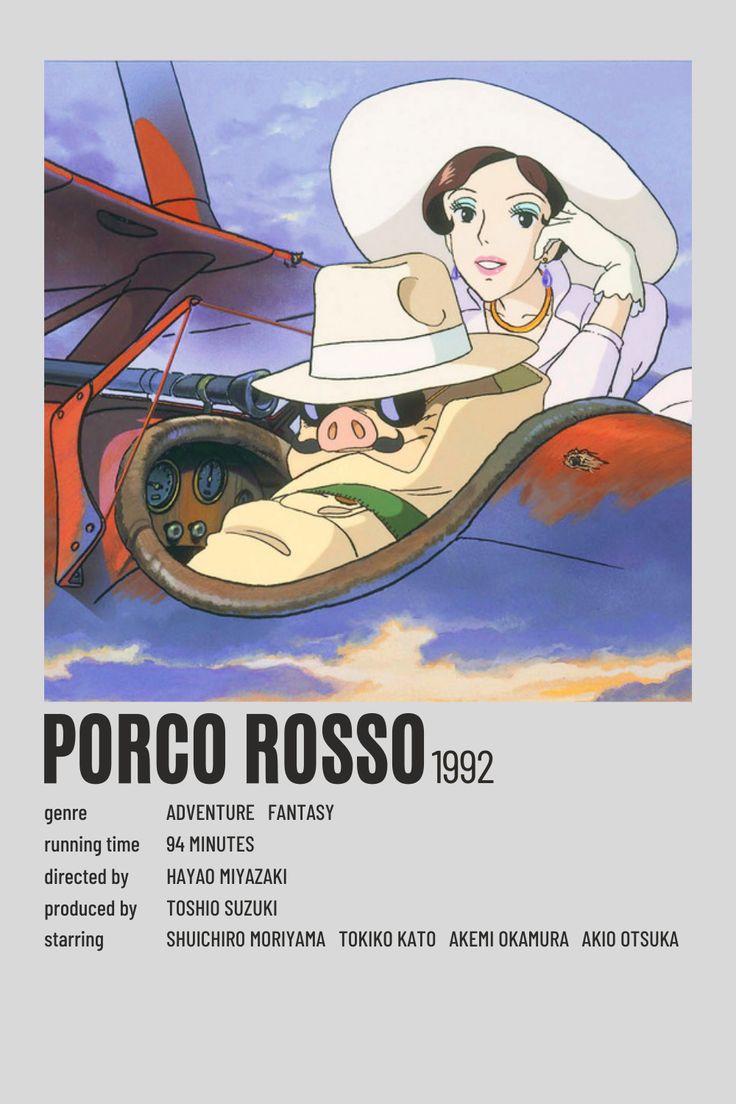 PORCO ROSSO 1992
genre ADVENTURE FANTASY
running time 94 MINUTES
directed by HAYAO MIYAZAKI
produced by TOSHIO SUZUKI
starring SHUICHIRO MORIYAMA TOKIKO KATO AKEMI OKAMURA AKIO OTSUKA